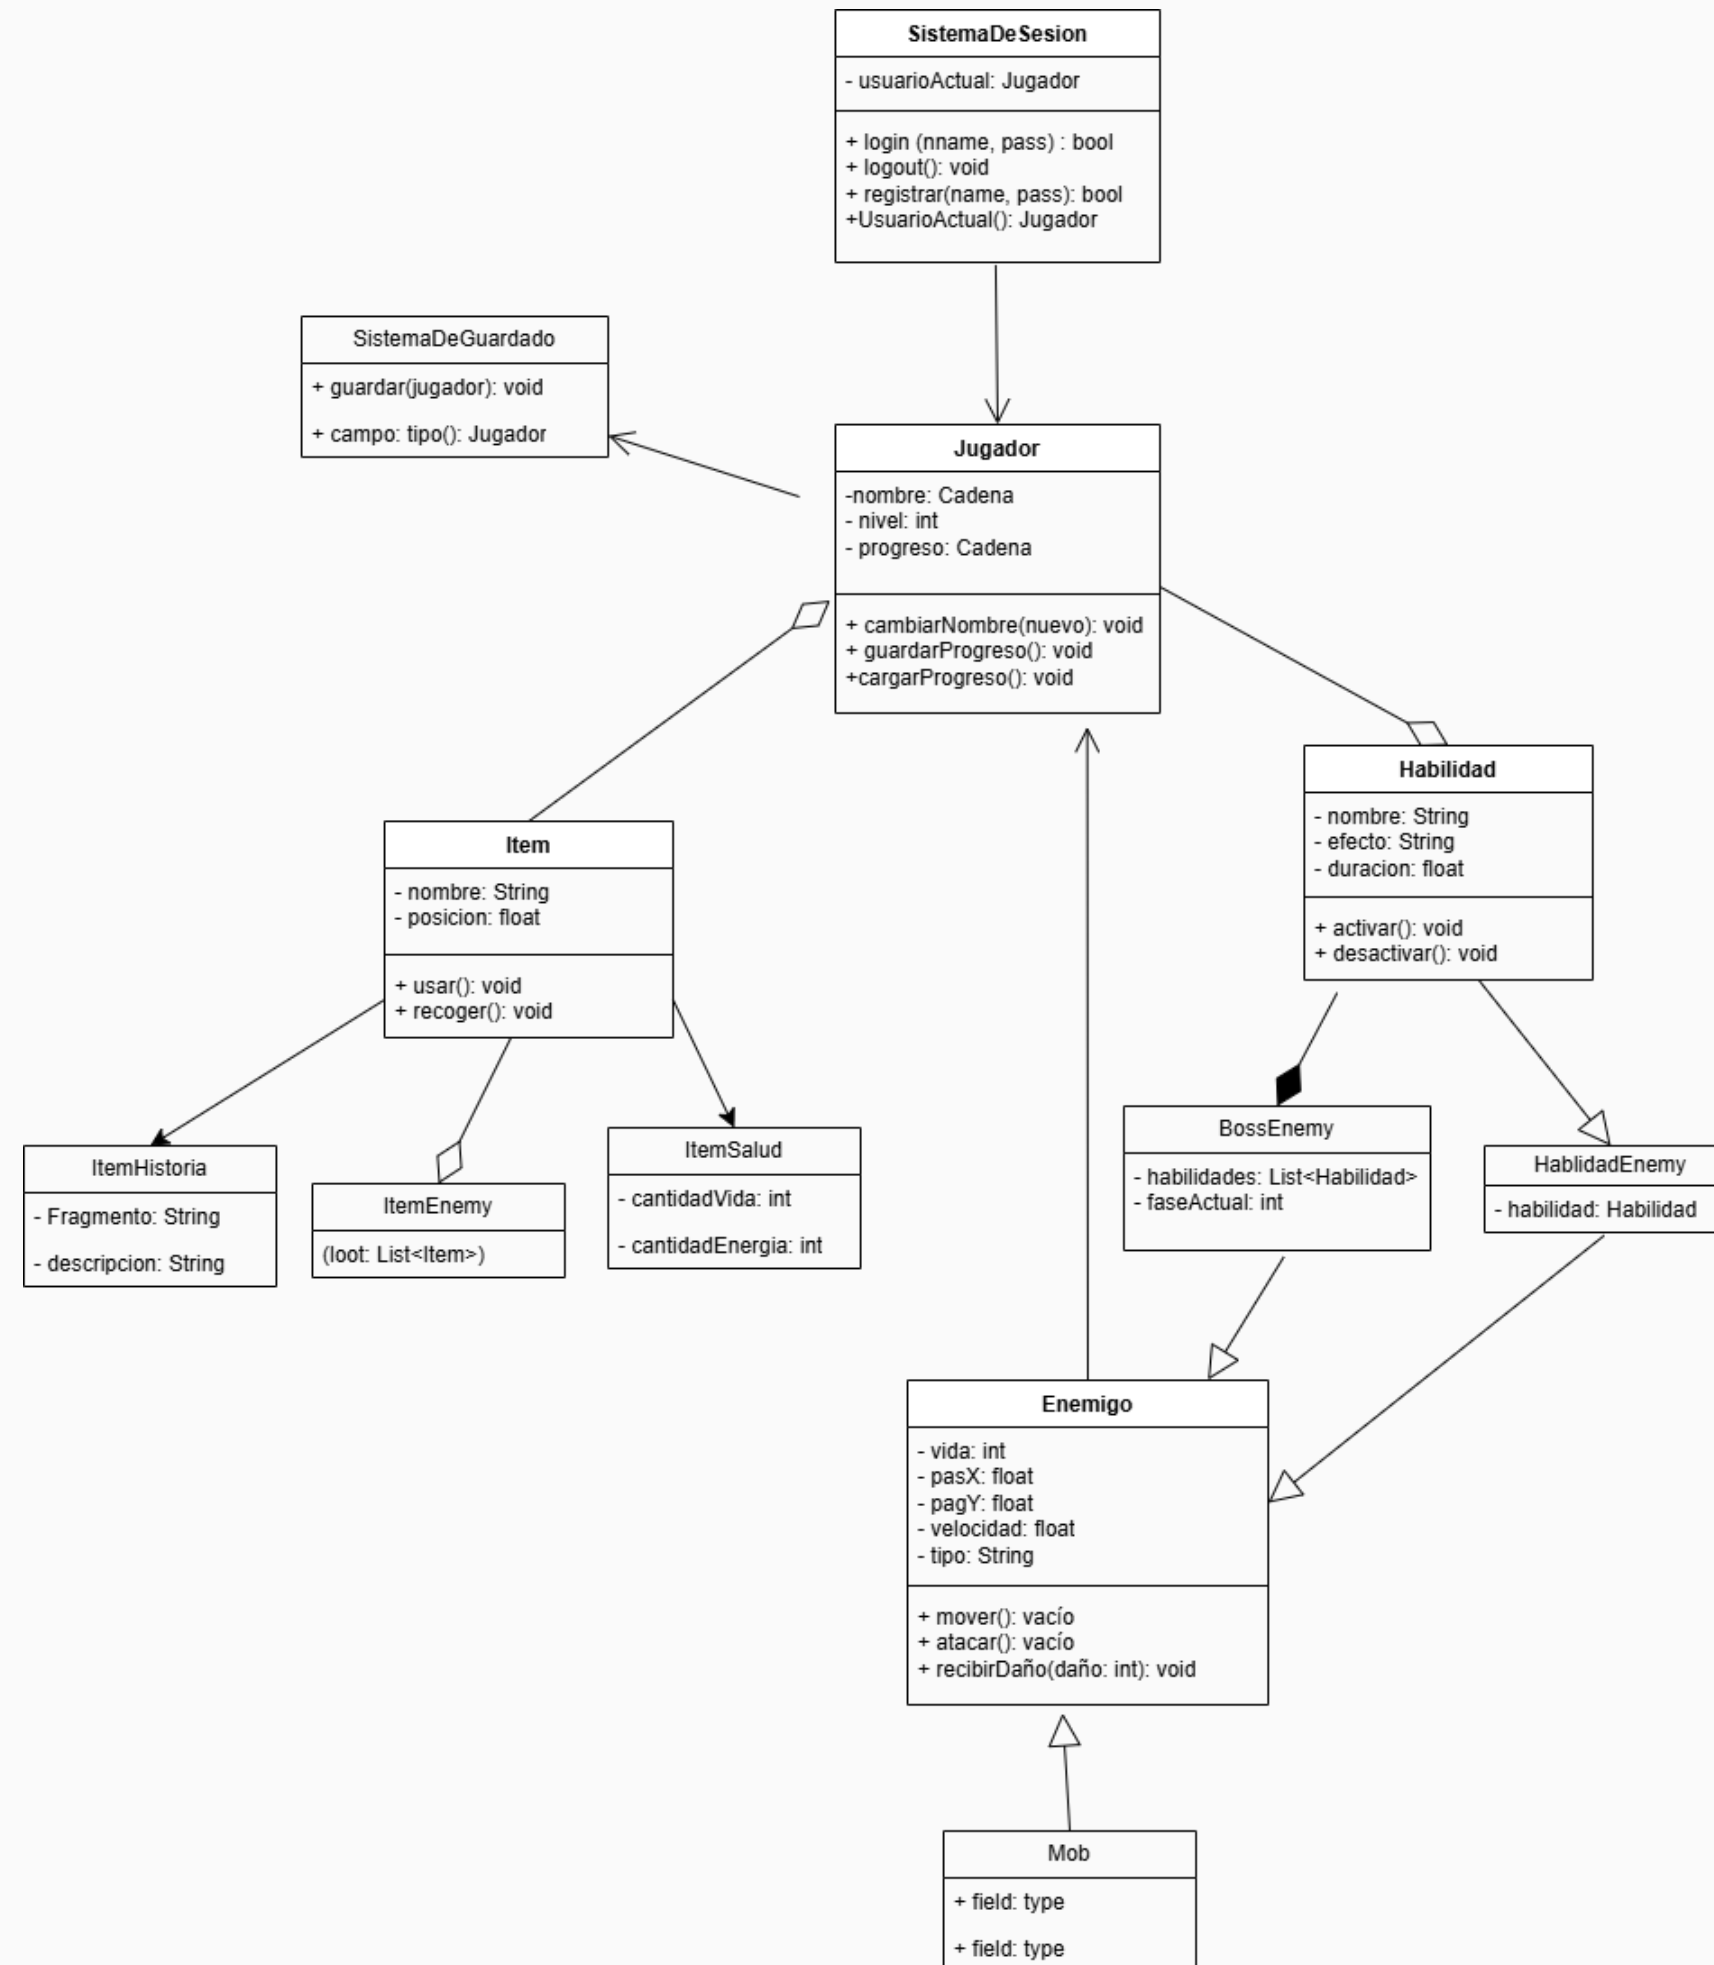 SistemaDeSesion
- usuarioActual: Jugador
+ login (nname, pass) : bool
+ logout(): void
+ registrar(name, pass): bool
+UsuarioActual(): Jugador
SistemaDeGuardado
+ guardar(jugador): void
+ campo: tipo(): Jugador
Jugador
-nombre: Cadena
- nivel: int
- progreso: Cadena
+ cambiarNombre(nuevo): void
+ guardarProgreso(): void
+cargarProgreso(): void
Habilidad
- nombre: String
- efecto: String
- duracion: float
+ activar(): void
+ desactivar(): void
Item
- nombre: String
- posicion: float
+ usar(): void
+ recoger(): void
ItemHistoria
- Fragmento: String
- descripcion: String
ItemEnemy
(loot: List<Item>)
ItemSalud
- cantidadVida: int
- cantidadEnergia: int
BossEnemy
- habilidades: List<Habilidad>
- faseActual: int
HablidadEnemy
- habilidad: Habilidad
Enemigo
- vida: int
- pasX: float
- pagY: float
- velocidad: float
- tipo: String
+ mover(): vacío
+ atacar(): vacío
+ recibirDaño(daño: int): void
Mob
+ field: type
+ field: type